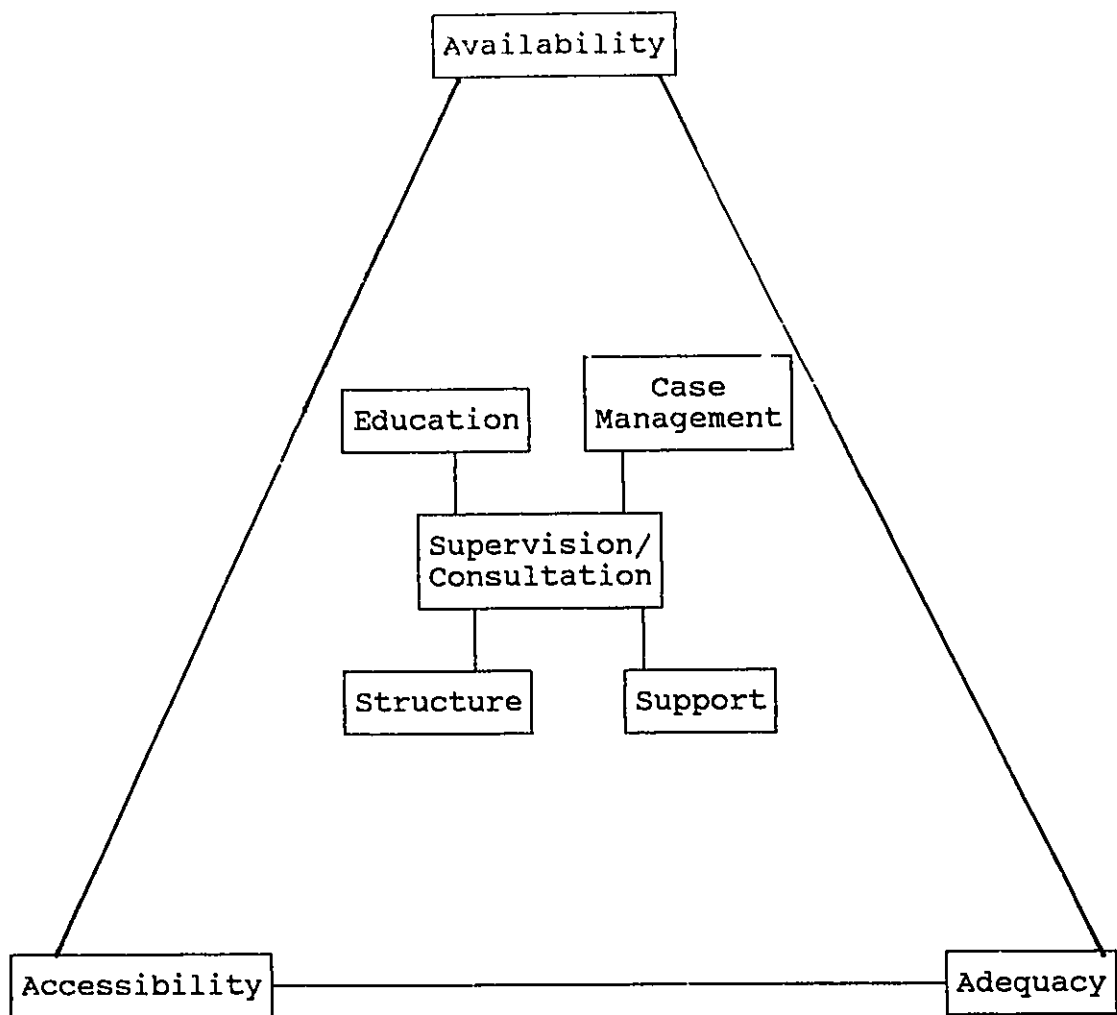 Availability
Education
Case
Management
Supervision/
Consultation
Structure
Support
Accessibility
Adequacy